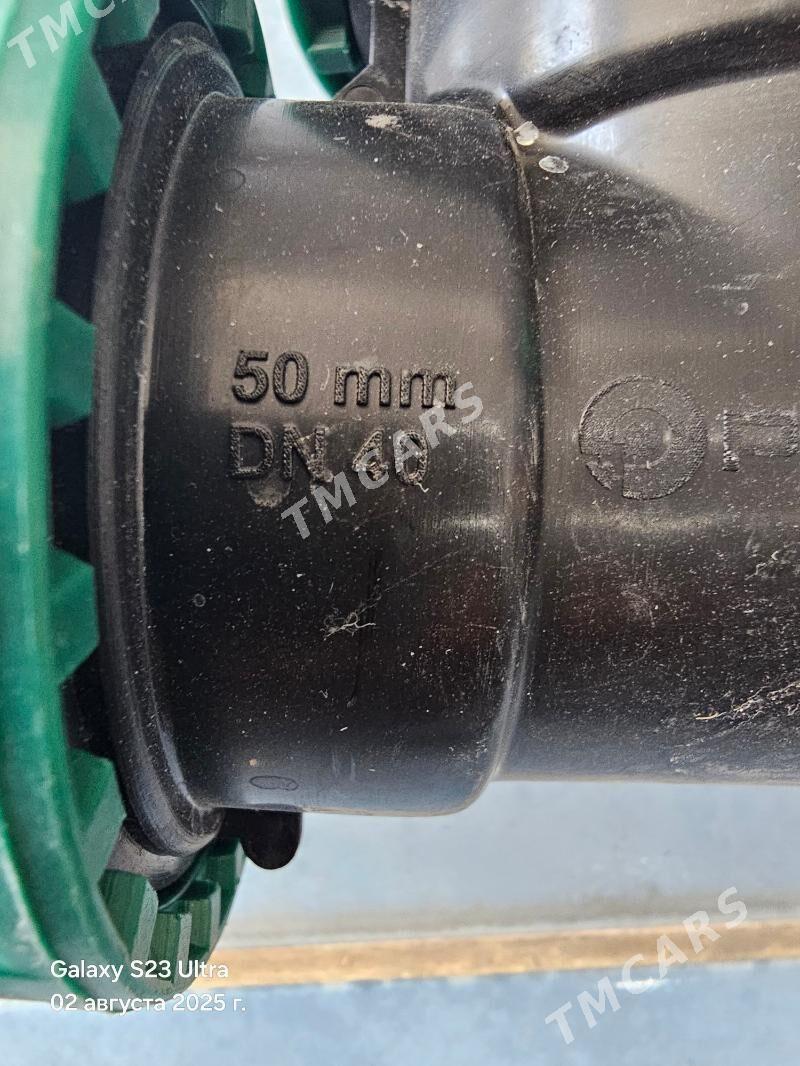 TMCARS
50 mm
DN 40
TMCARS
TMCARS
Galaxy S23 Ultra
02 августа 2025 г.